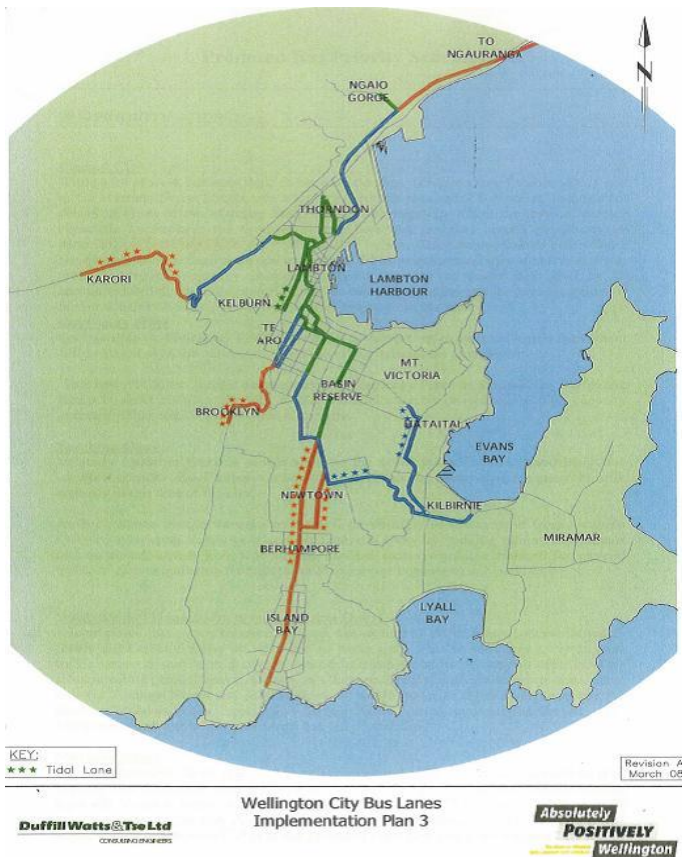 TO
NGAURANGA
NGAIO
GORGE
N
THORNDON
KARORI
LAMBTON
LAMBTON
HARBOUR
KELBURN
TE
ARO
MT.
VICTORIA
BASIN
RESERVE
BROOKLYN
HATAITAI
EVANS
BAY
NEWTOWN
KILBIRNIE
MIRAMAR
BERHAMPORE
LYALL
BAY
ISLAND
BAY
KEY:
★★★ Tidal Lane
Revision A
March 08
Wellington City Bus Lanes
Implementation Plan 3
Duffill Watts & Tse Ltd
CONSULTING ENGINEERS
Absolutely
POSITIVELY
Wellington